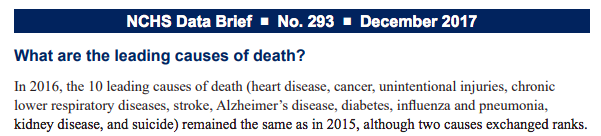 NCHS Data Brief ■ No. 293 ■ December 2017
What are the leading causes of death?
In 2016, the 10 leading causes of death (heart disease, cancer, unintentional injuries, chronic
lower respiratory diseases, stroke, Alzheimer’s disease, diabetes, influenza and pneumonia,
kidney disease, and suicide) remained the same as in 2015, although two causes exchanged ranks.